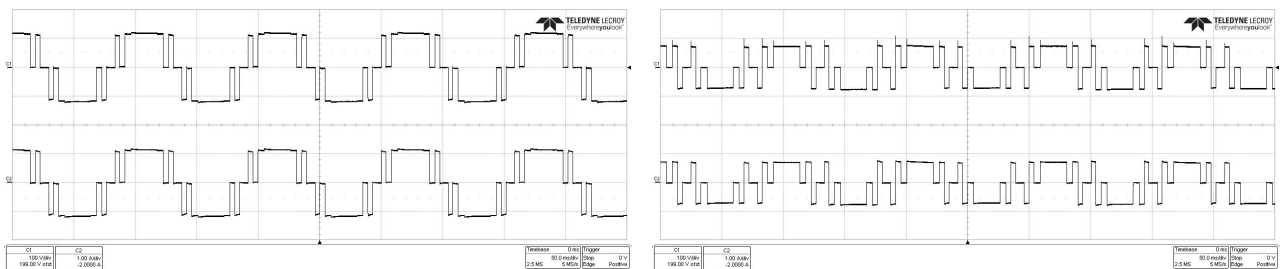 TELEDYNE LECROY
Everywhereyoulook
C1
C2
C1
100 V/div
199.00 V ofst
C2
1.00 A/div
-2.0000 A
Timebase 0 ms
50.0 ms/div
2.5 MS 5 MS/s
Trigger
Stop 0 V
Edge Positive
TELEDYNE LECROY
Everywhereyoulook
C1
C2
C1
100 V/div
199.00 V ofst
C2
1.00 A/div
-2.0000 A
Timebase 0 ms
50.0 ms/div
2.5 MS 5 MS/s
Trigger
Stop 0 V
Edge Positive